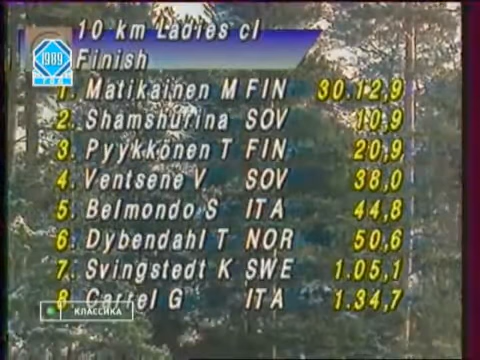 10 km Ladies cl
1989
Finish
1. Matikainen M FIN 30.12,9
2. Shamshurina SOV 10,9
3. Pyykkönen T FIN 20,9
4. Ventsene V SOV 38,0
5. Belmondo S ITA 44,8
6. Dybendahl T NOR 50,6
7. Svingstedt K SWE 1.05,1
8 Carrel G ITA 1.34,7
КЛАССИКА